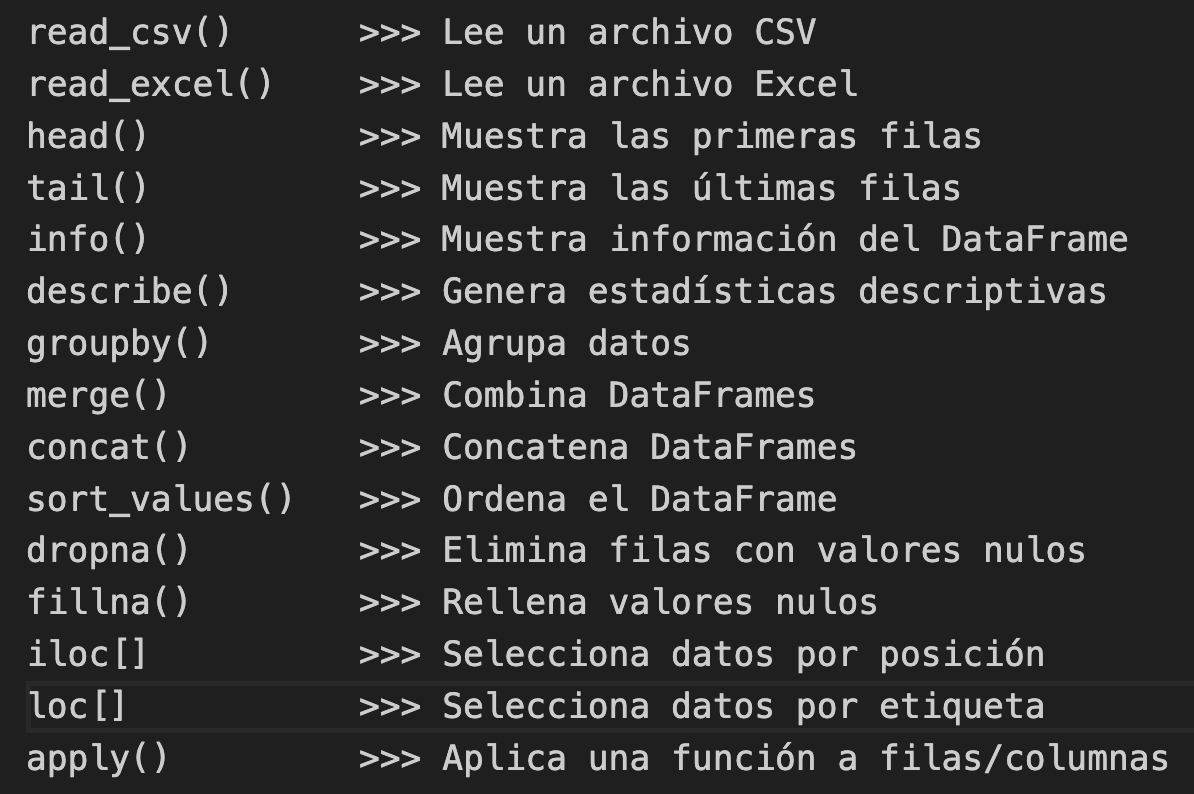 read_csv() >>> Lee un archivo CSV
read_excel() >>> Lee un archivo Excel
head() >>> Muestra las primeras filas
tail() >>> Muestra las últimas filas
info() >>> Muestra información del DataFrame
describe() >>> Genera estadísticas descriptivas
groupby() >>> Agrupa datos
merge() >>> Combina DataFrames
concat() >>> Concatena DataFrames
sort_values() >>> Ordena el DataFrame
dropna() >>> Elimina filas con valores nulos
fillna() >>> Rellena valores nulos
iloc[] >>> Selecciona datos por posición
loc[] >>> Selecciona datos por etiqueta
apply() >>> Aplica una función a filas/columnas